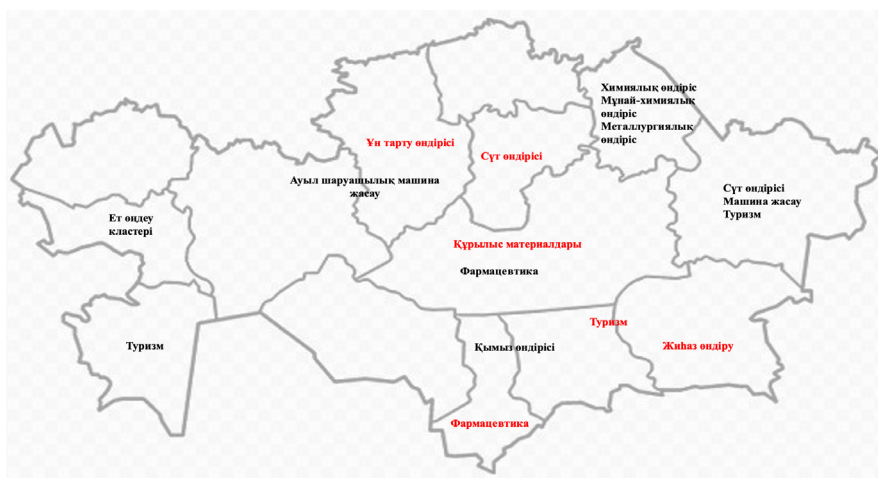 Химиялық өндіріс
Мұнай-химиялық
өндіріс
Металлургиялық
өндіріс
Ұн тарту өндірісі
Сүт өндірісі
Ауыл шаруашылық машина
жасау
Сүт өндірісі
Машина жасау
Туризм
Ет өңдеу
кластері
Құрылыс материалдары
Фармацевтика
Туризм
Туризм
Қымыз өндірісі
Жиһаз өндіру
Фармацевтика